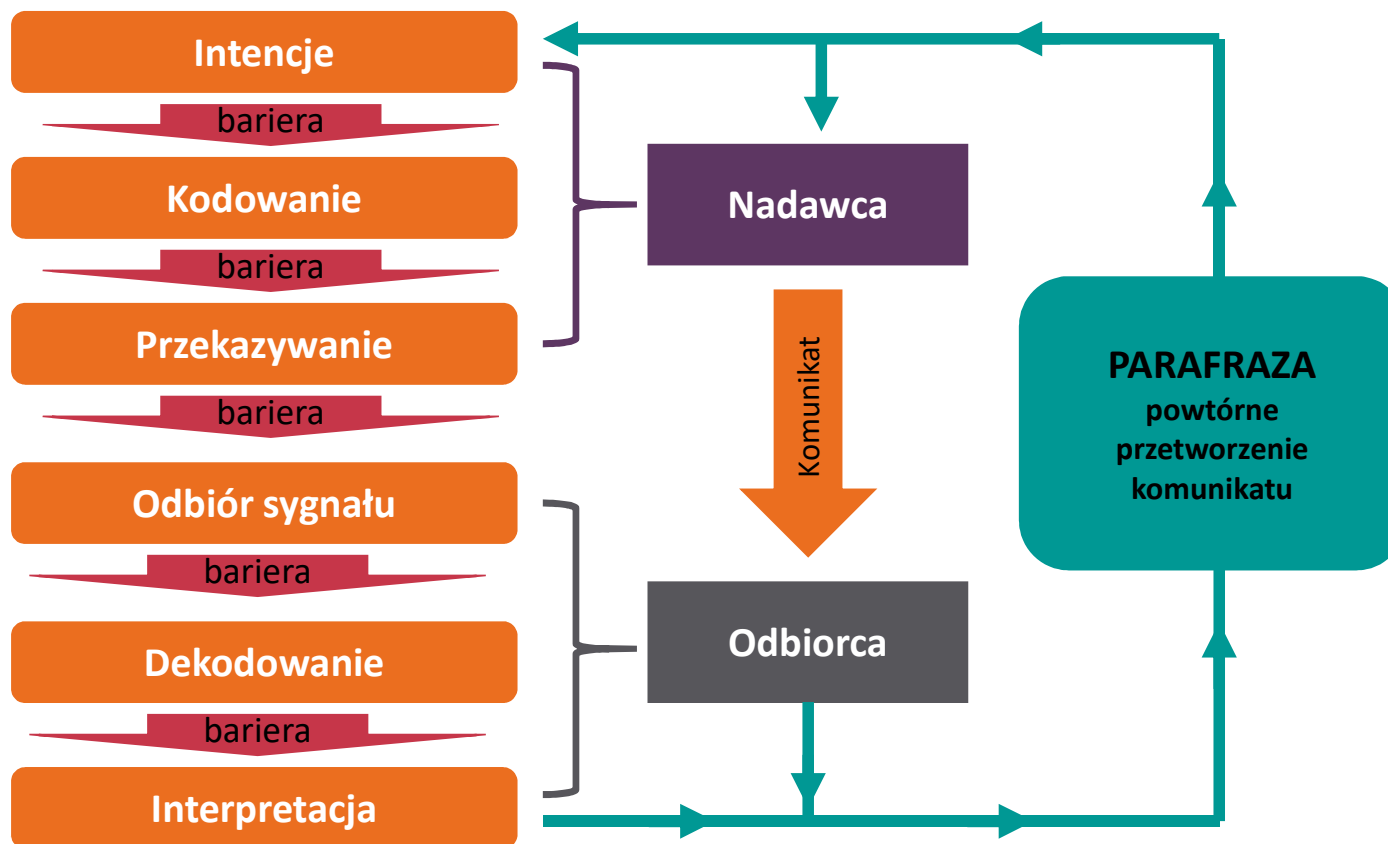 Intencje
bariera
Kodowanie
bariera
Przekazywanie
bariera
Odbiór sygnału
bariera
Dekodowanie
bariera
Interpretacja
Nadawca
Komunikat
Odbiorca
PARAFRAZA
powtórne
przetworzenie
komunikatu